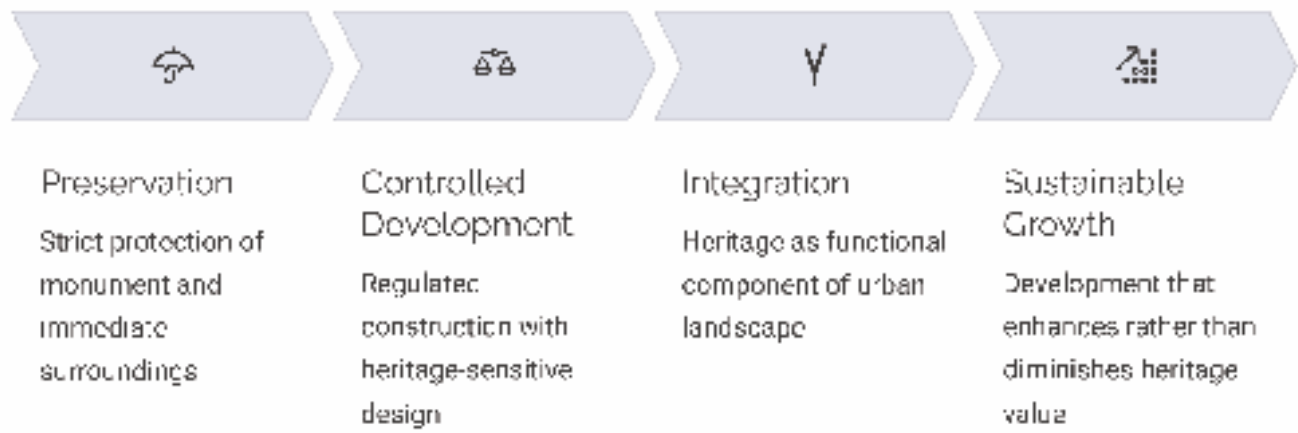 Preservation
Strict protection of
monument and
immediate
surroundings
Controlled
Development
Regulated
construction with
heritage-sensitive
design
Integration
Heritage as functional
component of urban
landscape
Sustainable
Growth
Development that
enhances rather than
diminishes heritage
value